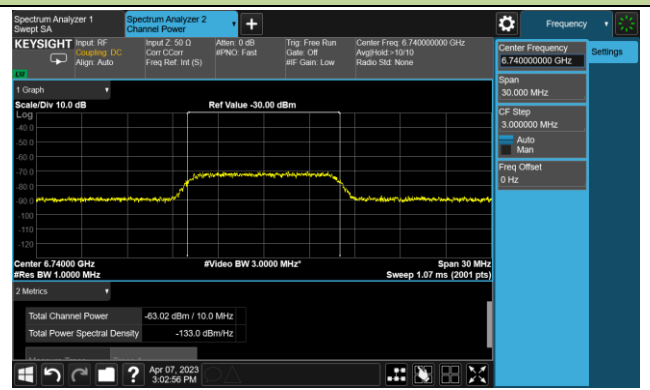 Spectrum Analyzer 1
Swept SA
Spectrum Analyzer 2
Channel Power
+
Frequency
KEYSIGHT
Input: RF
Coupling: DC
Align: Auto
Input Z: 50 Ω
Corr CCorr
Freq Ref: Int (S)
Atten: 0 dB
#PNO: Fast
Trig: Free Run
Gate: Off
#IF Gain: Low
Center Freq: 6.740000000 GHz
Avg|Hold:>10/10
Radio Std: None
Center Frequency
6.740000000 GHz
Settings
Span
30.000 MHz
CF Step
3.000000 MHz
Auto
Man
Freq Offset
0 Hz
1 Graph
Scale/Div 10.0 dB
Ref Value -30.00 dBm
Log
-40.0
-50.0
-60.0
-70.0
-80.0
-90.0
-100
-110
-120
Center 6.74000 GHz
#Video BW 3.0000 MHz*
Span 30 MHz
#Res BW 1.0000 MHz
Sweep 1.07 ms (2001 pts)
2 Metrics
Total Channel Power
-63.02 dBm / 10.0 MHz
Total Power Spectral Density
-133.0 dBm/Hz
?
Apr 07, 2023
3:02:56 PM